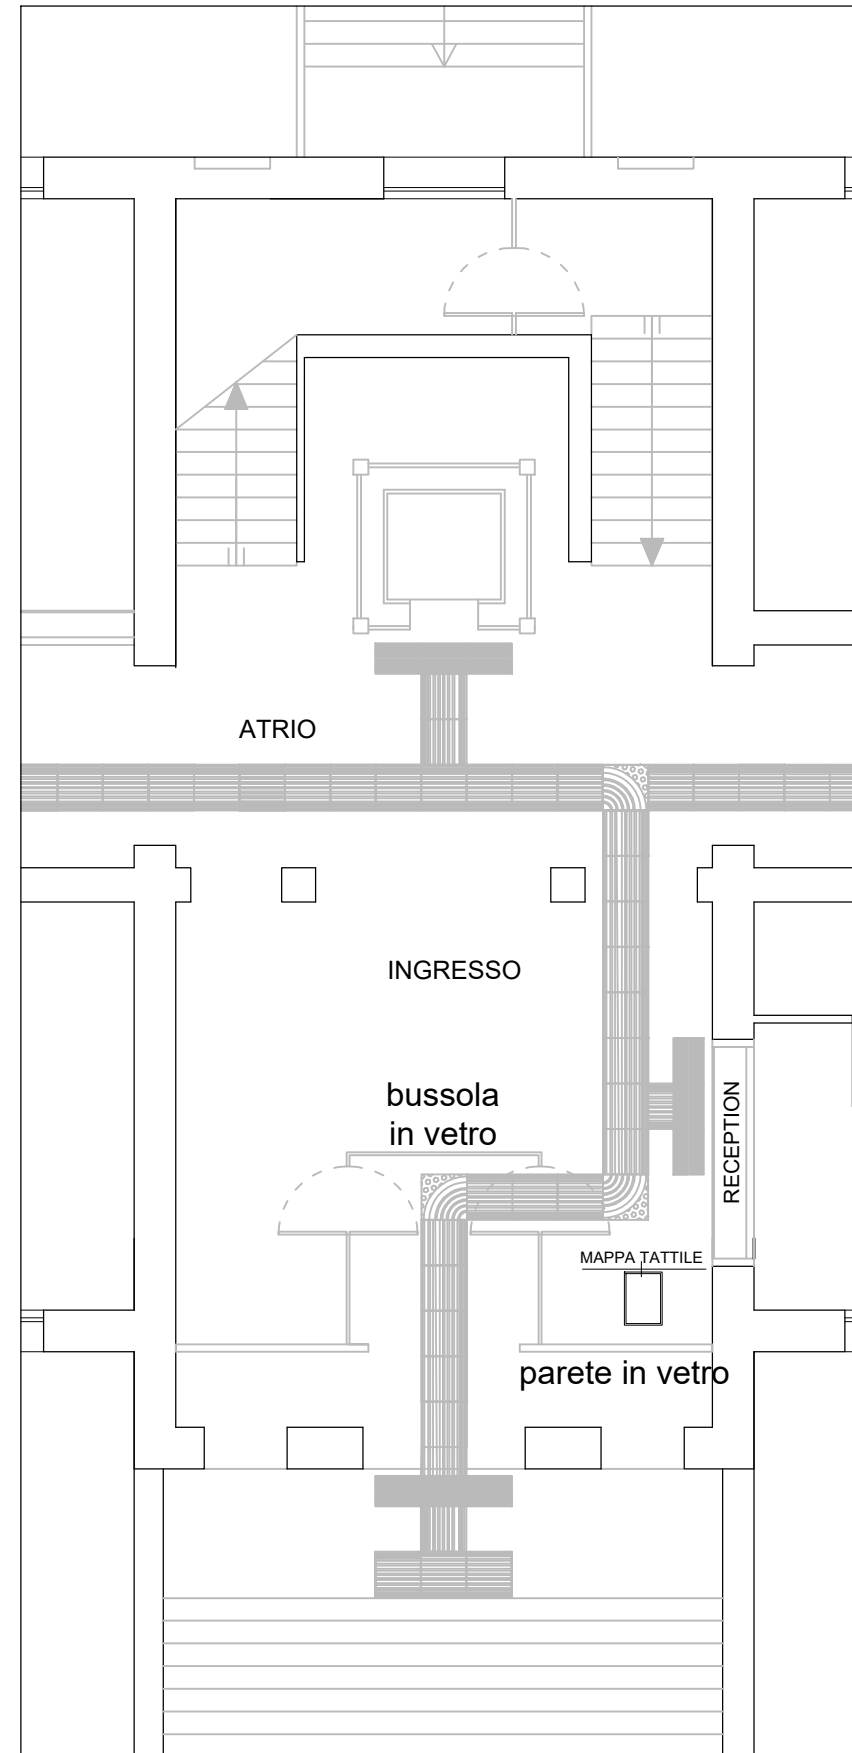 ATRIO
INGRESSO
bussola
in vetro
RECEPTION
MAPPA TATTILE
parete in vetro